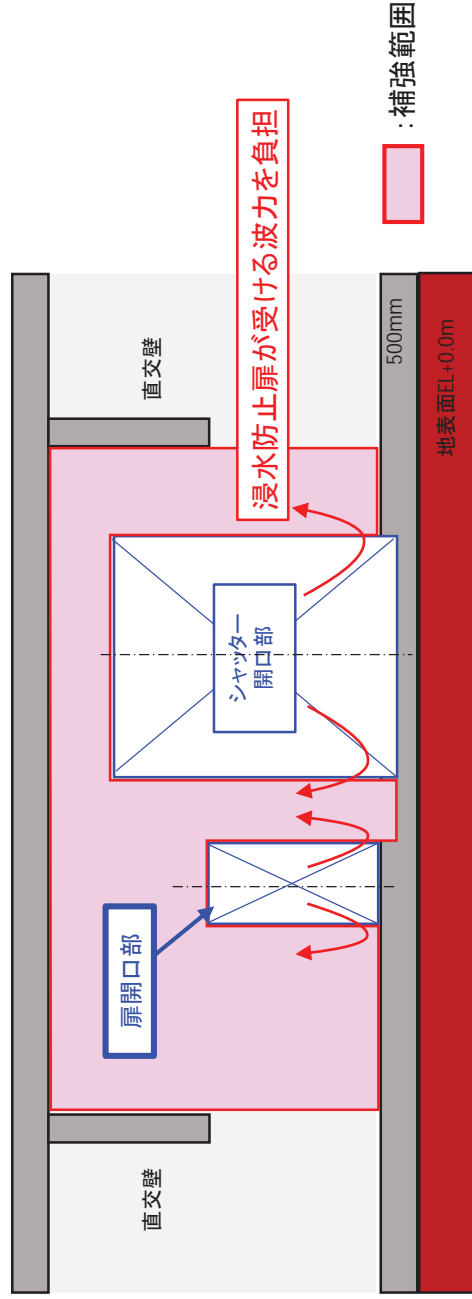 直交壁
扉開口部
シャッター
開口部
直交壁
浸水防止扉が受ける波力を負担
500mm
地表面EL+0.0m
：補強範囲